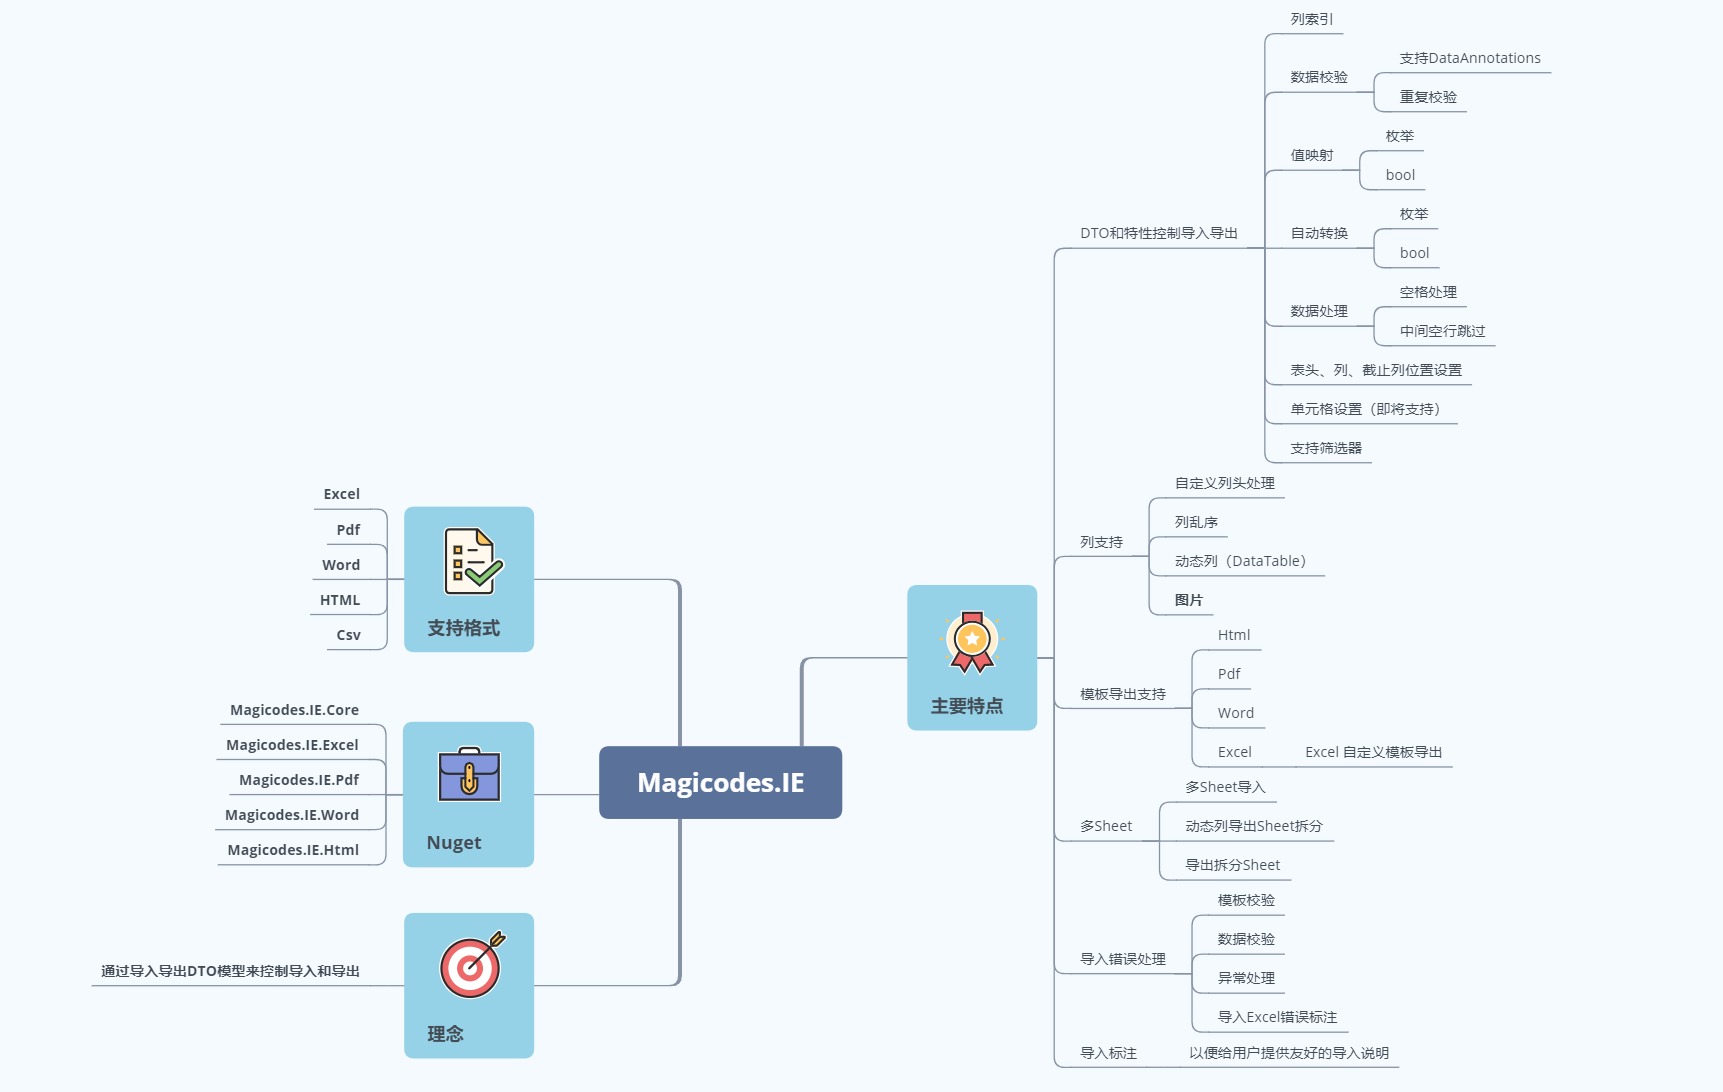 Magicodes.IE
支持格式
Excel
Pdf
Word
HTML
Csv
Nuget
Magicodes.IE.Core
Magicodes.IE.Excel
Magicodes.IE.Pdf
Magicodes.IE.Word
Magicodes.IE.Html
理念
通过导入导出DTO模型来控制导入和导出
主要特点
DTO和特性控制导入导出
列索引
数据校验
支持DataAnnotations
重复校验
值映射
枚举
bool
自动转换
枚举
bool
数据处理
空格处理
中间空行跳过
表头、列、截止列位置设置
单元格设置（即将支持）
支持筛选器
列支持
自定义列头处理
列乱序
动态列（DataTable）
图片
模板导出支持
Html
Pdf
Word
Excel
Excel 自定义模板导出
多Sheet
多Sheet导入
动态列导出Sheet拆分
导出拆分Sheet
导入错误处理
模板校验
数据校验
异常处理
导入Excel错误标注
导入标注
以便给用户提供友好的导入说明